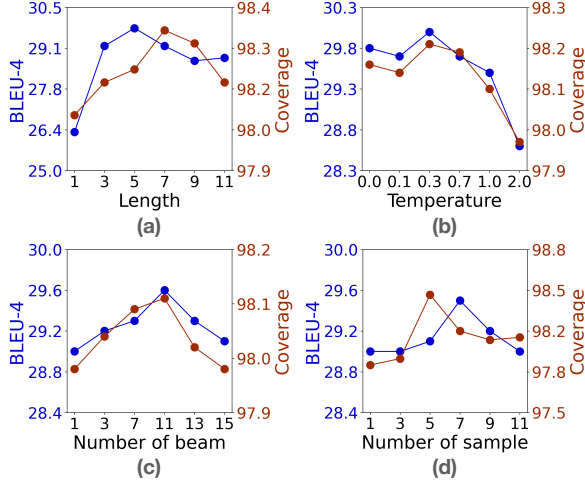 30.5
29.1
27.8
26.4
25.0
BLEU-4
98.4
98.3
98.2
98.0
97.9
Coverage
1 3 5 7 9 11
Length
(a)
30.3
29.8
29.3
28.8
28.3
BLEU-4
98.3
98.2
98.1
98.0
97.9
Coverage
0.0 0.1 0.3 0.7 1.0 2.0
Temperature
(b)
30.0
29.6
29.2
28.8
28.4
BLEU-4
98.2
98.1
98.0
97.9
Coverage
1 3 7 11 13 15
Number of beam
(c)
30.0
29.6
29.2
28.8
28.4
BLEU-4
98.8
98.5
98.2
97.8
97.5
Coverage
1 3 5 7 9 11
Number of sample
(d)